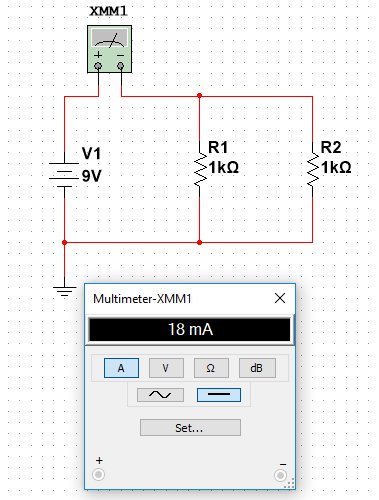 XMM1
+ −
V1
9V
R1
1kΩ
R2
1kΩ
Multimeter-XMM1
18 mA
A V Ω dB
Set...
+ −